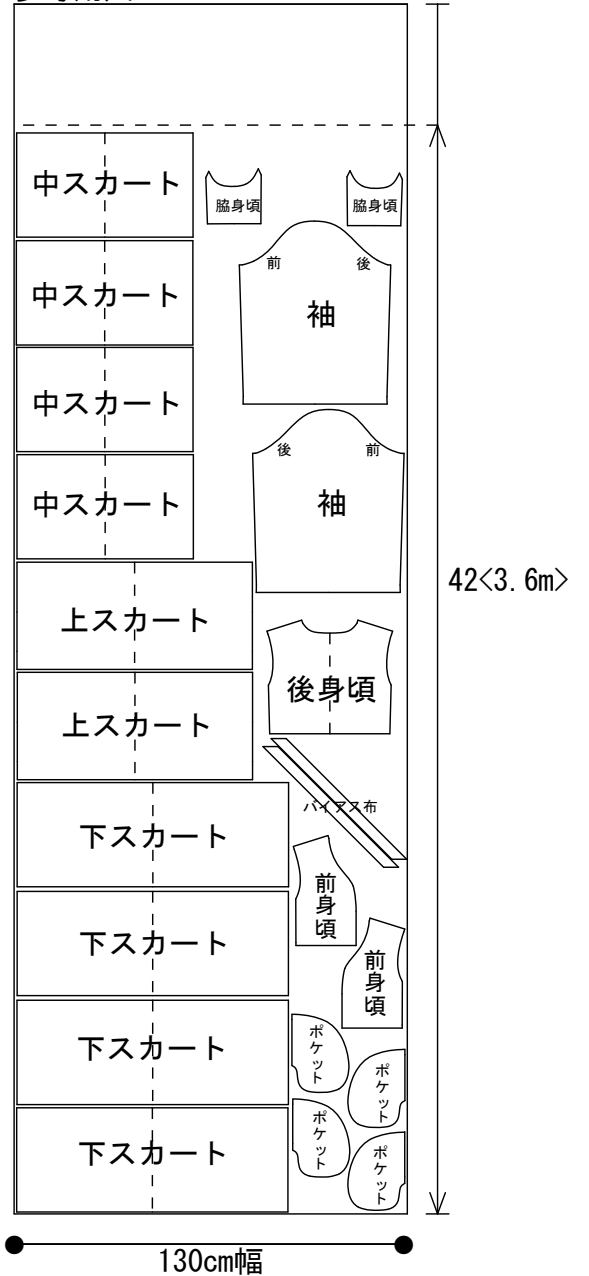 中スカート
脇身頃
脇身頃
前
後
袖
中スカート
中スカート
後
前
袖
中スカート
42<3.6m>
上スカート
後身頃
上スカート
バイアス布
下スカート
前身頃
下スカート
前身頃
ポケット
下スカート
ポケット
ポケット
下スカート
ポケット
130cm幅